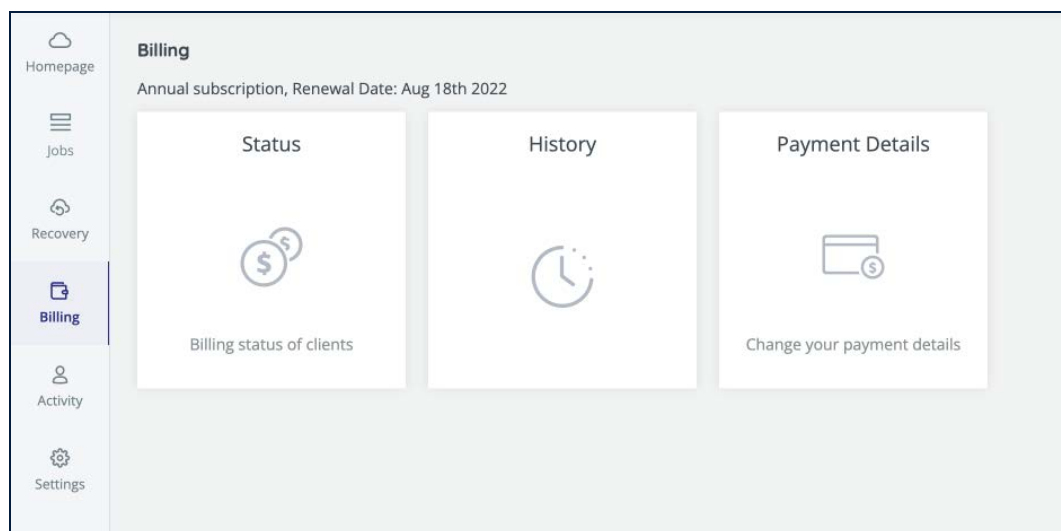 Homepage
Jobs
Recovery
Billing
Activity
Settings
Billing
Annual subscription, Renewal Date: Aug 18th 2022
Status
$
$
Billing status of clients
History
Payment Details
$
Change your payment details